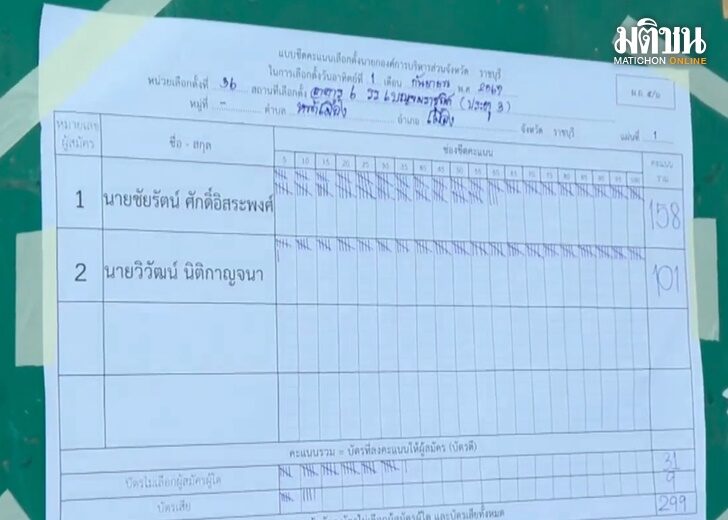 มติชน
MATICHON ONLINE
แบบขีดคะแนนเลือกตั้งนายกองค์การบริหารส่วนจังหวัด ราชบุรี
ในการเลือกตั้งวันอาทิตย์ที่ 1 เดือน กันยายน พ.ศ. 2567
หน่วยเลือกตั้งที่ 36 สถานที่เลือกตั้ง อาคาร 6 รร.เบญจมราชูทิศ (ประตู 3)
หมู่ที่ - ตำบล หน้าเมือง อำเภอ เมือง จังหวัด ราชบุรี แผ่นที่ 1
หมายเลขผู้สมัคร ชื่อ - สกุล ช่องขีดคะแนน คะแนนรวม
5 10 15 20 25 30 35 40 45 50 55 60 65 70 75 80 85 90 95 100
1 นายชัยรัตน์ ศักดิ์อิสระพงศ์ 158
2 นายวิวัฒน์ นิติกาญจนา 101
คะแนนรวม = บัตรที่ลงคะแนนให้ผู้สมัคร (บัตรดี)
บัตรไม่เลือกผู้สมัครผู้ใด 31
บัตรเสีย 9
299